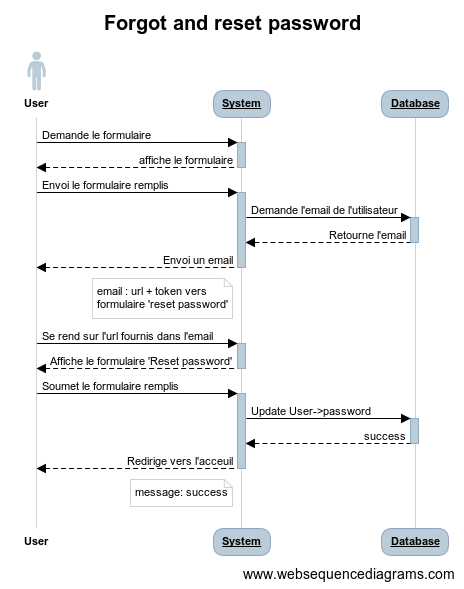 Forgot and reset password
User
System
Database
Demande le formulaire
affiche le formulaire
Envoi le formulaire remplis
Demande l'email de l'utilisateur
Retourne l'email
Envoi un email
email : url + token vers
formulaire 'reset password'
Se rend sur l'url fournis dans l'email
Affiche le formulaire 'Reset password'
Soumet le formulaire remplis
Update User->password
success
Redirige vers l'acceuil
message: success
User
System
Database
www.websequencediagrams.com